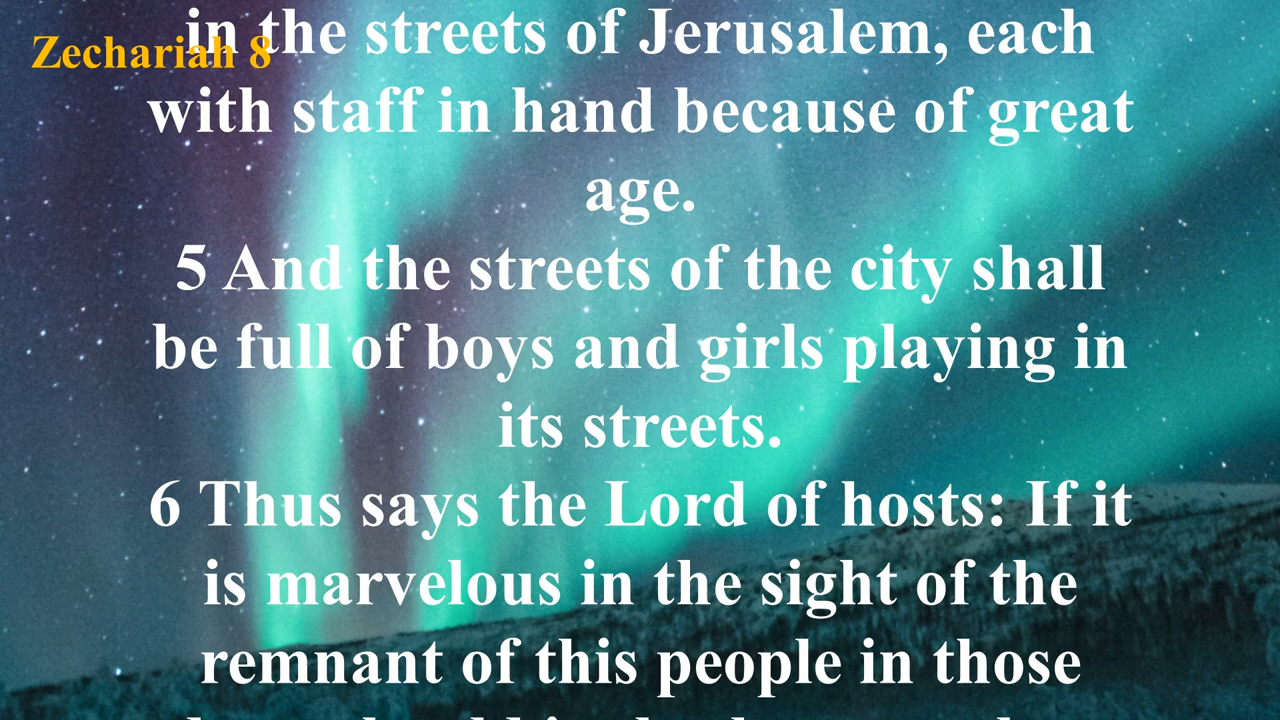 Zechariah 8
in the streets of Jerusalem, each
with staff in hand because of great
age.
5 And the streets of the city shall
be full of boys and girls playing in
its streets.
6 Thus says the Lord of hosts: If it
is marvelous in the sight of the
remnant of this people in those